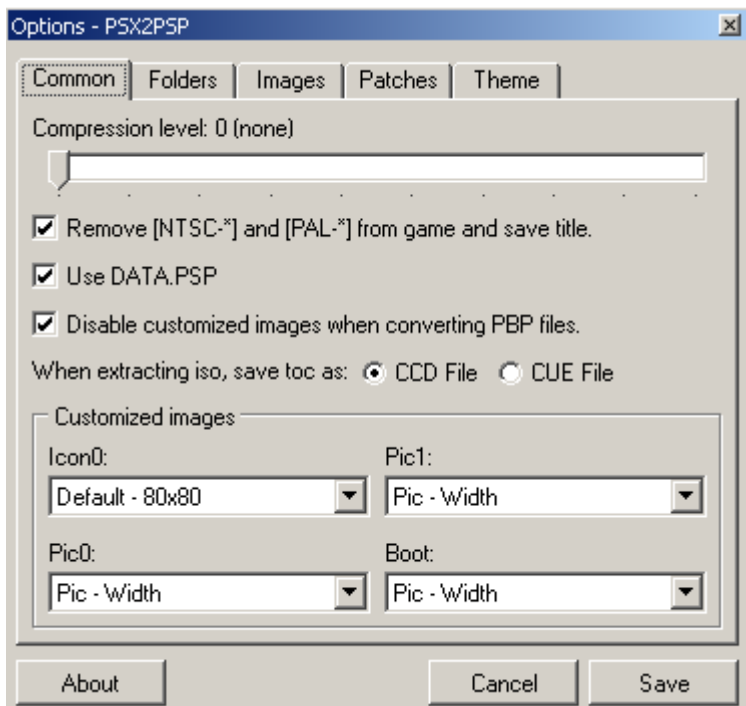 Options - PSX2PSP
Common Folders Images Patches Theme
Compression level: 0 (none)
Remove [NTSC-*] and [PAL-*] from game and save title.
Use DATA.PSP
Disable customized images when converting PBP files.
When extracting iso, save toc as: CCD File CUE File
Customized images
Icon0: Pic1:
Default - 80x80 Pic - Width
Pic0: Boot:
Pic - Width Pic - Width
About Cancel Save